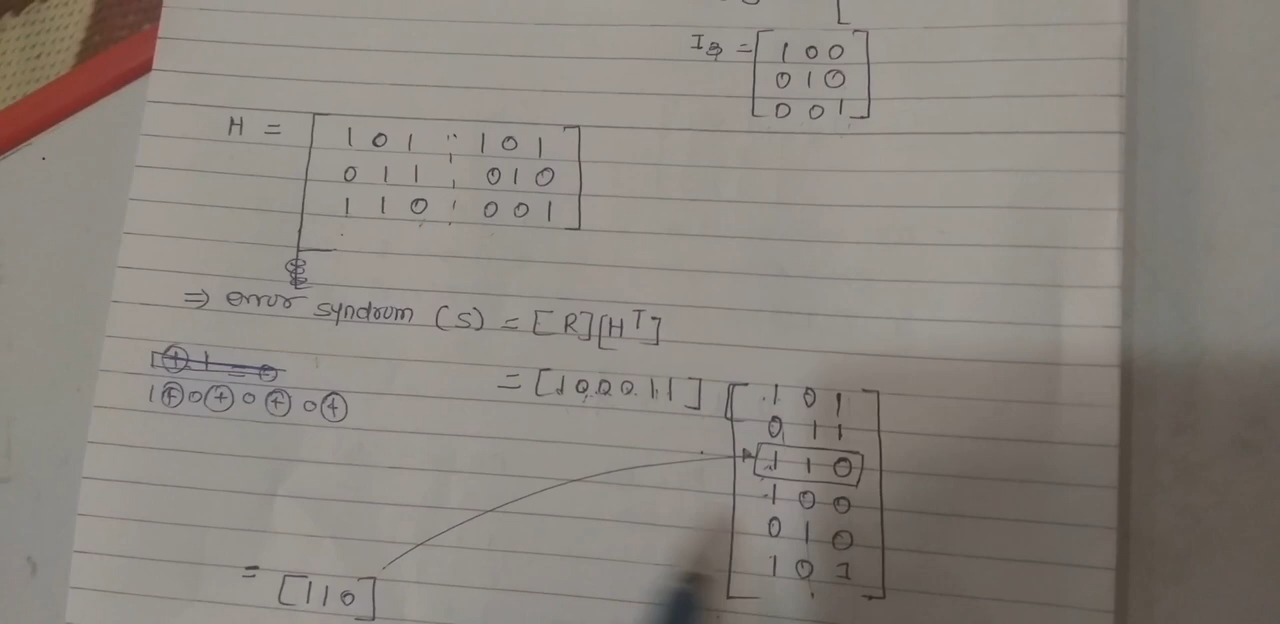 I3 = [ 1 0 0
0 1 0
0 0 1 ]
H = [ 1 0 1 ¦ 1 0 1
0 1 1 ¦ 0 1 0
1 1 0 ¦ 0 0 1 ]
⇒ error syndrom (S) = [R][Hᵀ]
1 ⊕ 0 ⊕ 0 ⊕ 0 ⊕
= [1 0 0 0 1 1] [ 1 0 1
0 1 1
1 1 0
1 0 0
0 1 0
1 0 1 ]
= [1 1 0]